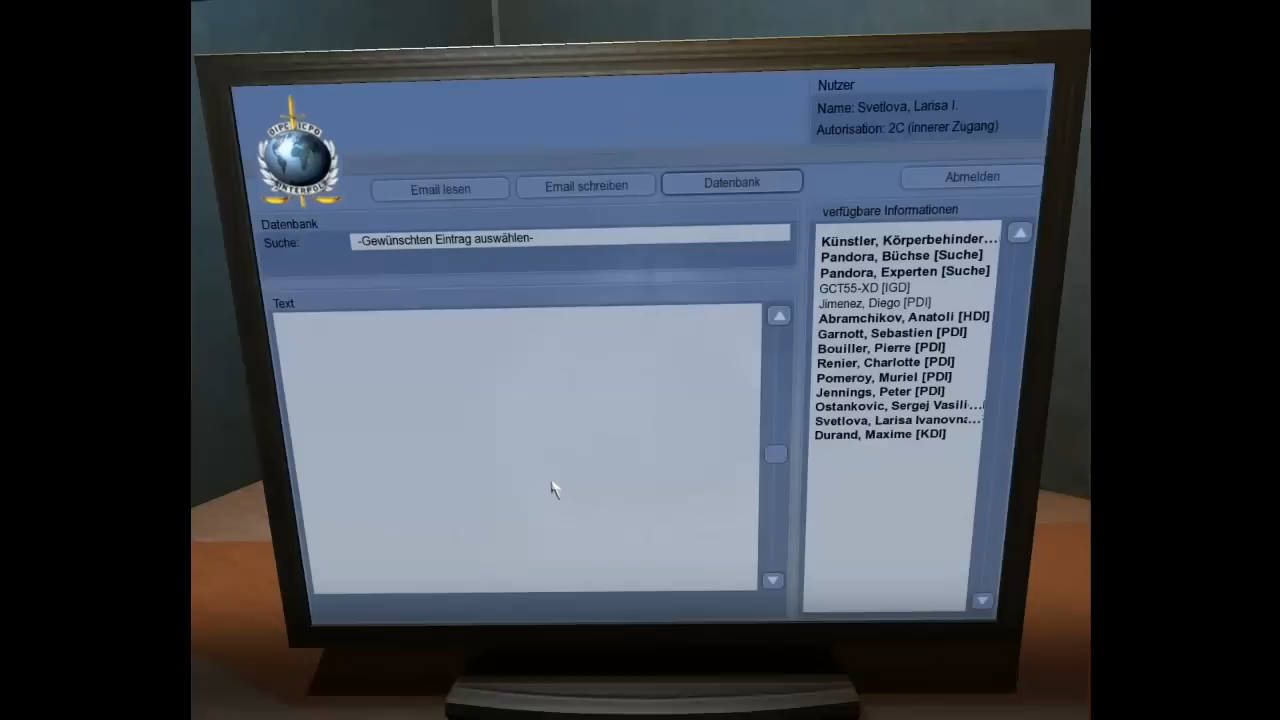 Nutzer
Name: Svetlova, Larisa I.
Autorisation: 2C (innerer Zugang)
OIPC ICPO
INTERPOL
Email lesen
Email schreiben
Datenbank
Abmelden
Datenbank
Suche:
-Gewünschten Eintrag auswählen-
Text
verfügbare Informationen
Künstler, Körperbehinder...
Pandora, Büchse [Suche]
Pandora, Experten [Suche]
GCT55-XD [IGD]
Jimenez, Diego [PDI]
Abramchikov, Anatoli [HDI]
Garnott, Sebastien [PDI]
Bouiller, Pierre [PDI]
Renier, Charlotte [PDI]
Pomeroy, Muriel [PDI]
Jennings, Peter [PDI]
Ostankovic, Sergej Vasili...
Svetlova, Larisa Ivanovna...
Durand, Maxime [KDI]